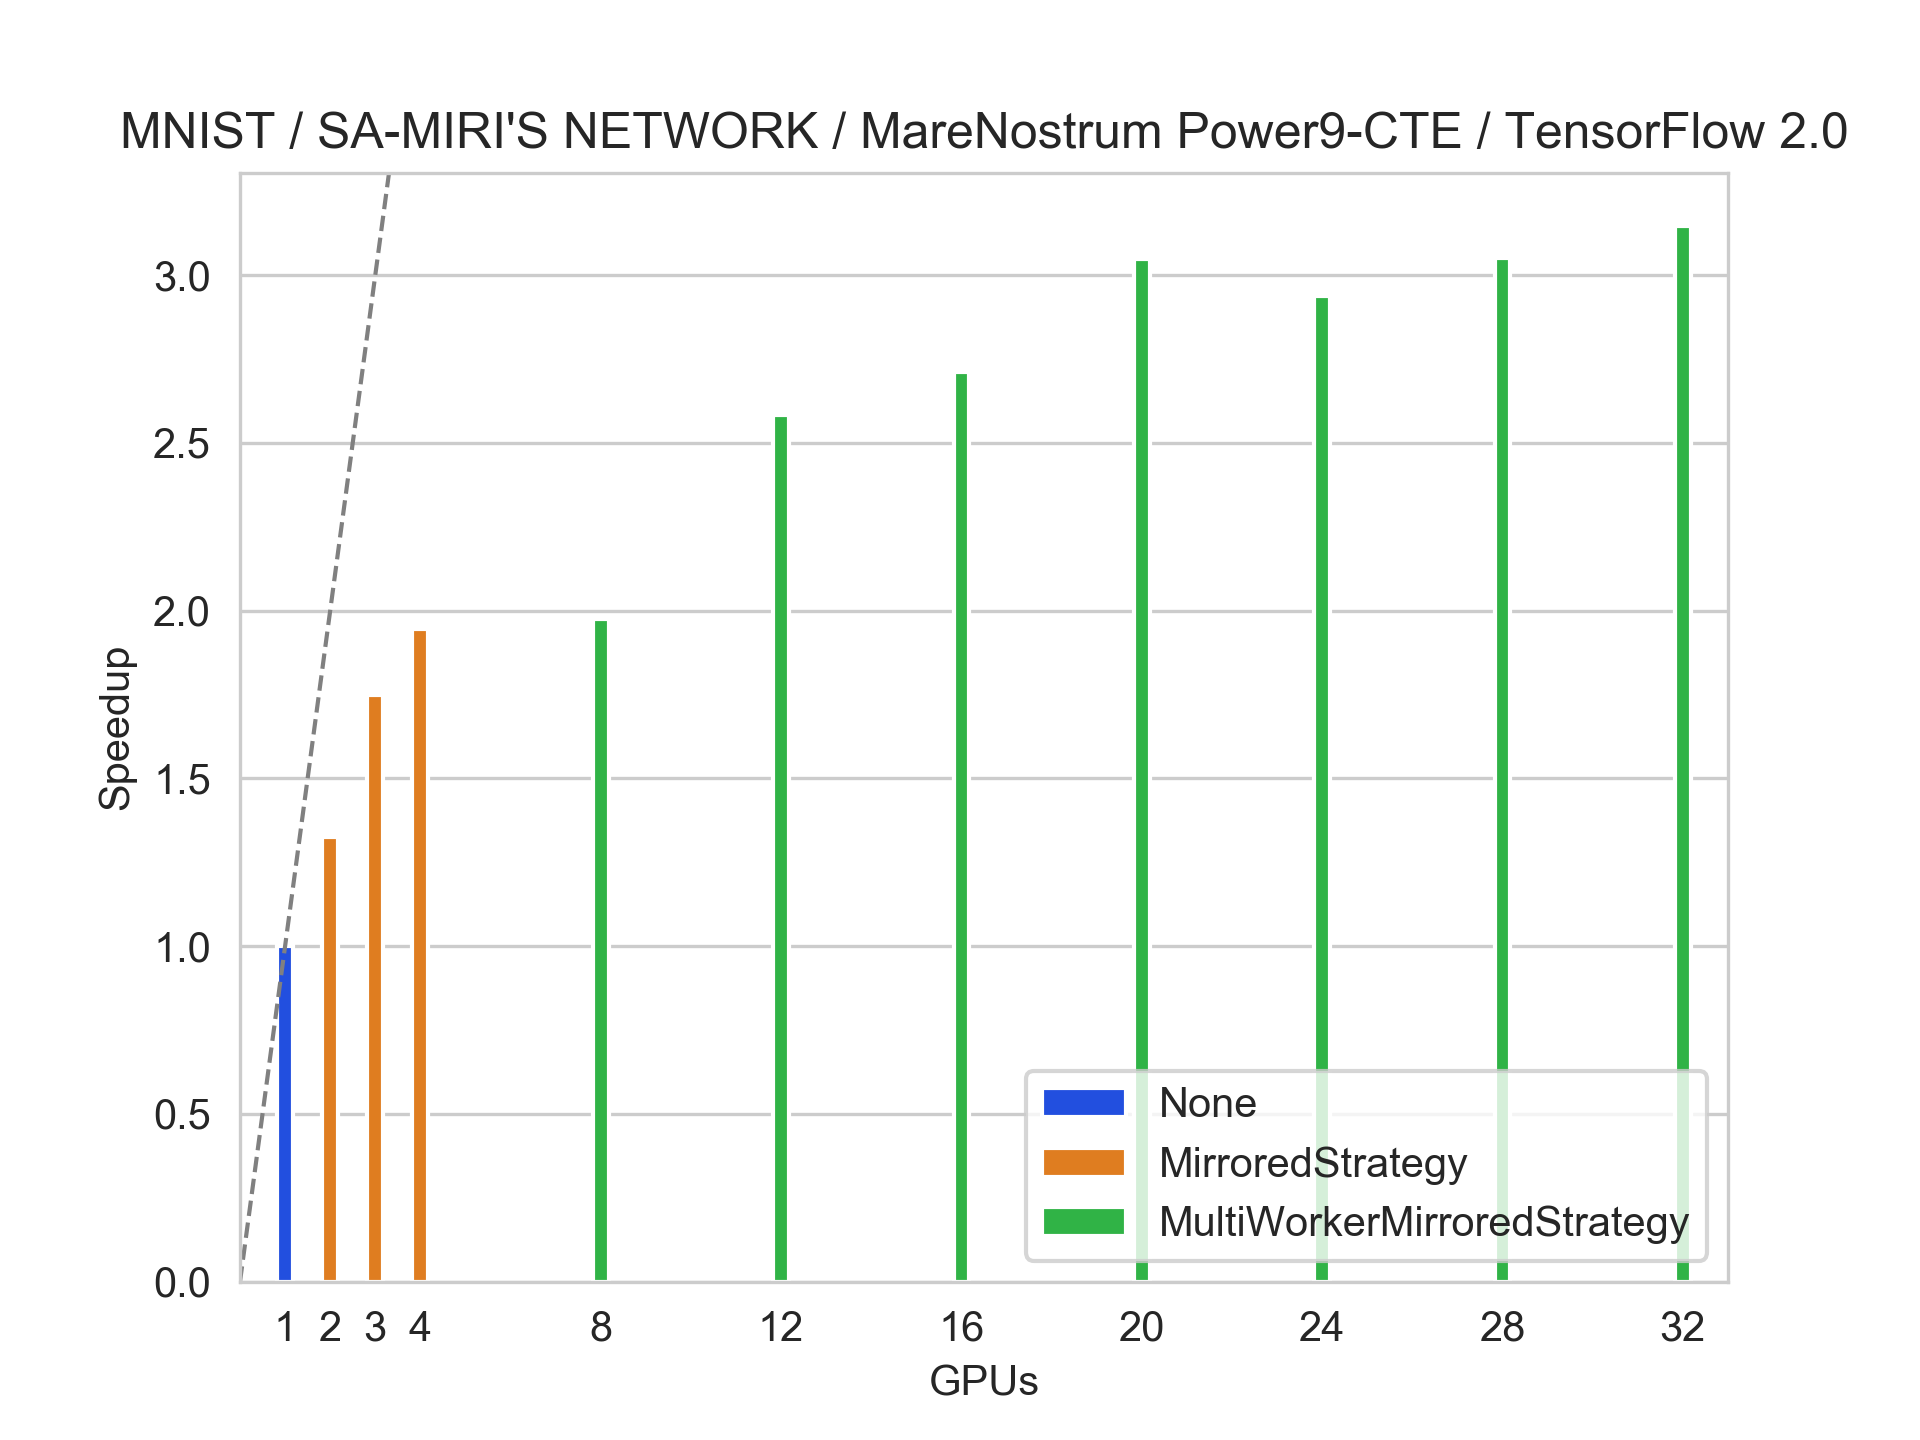 MNIST / SA-MIRI'S NETWORK / MareNostrum Power9-CTE / TensorFlow 2.0
Speedup
3.0
2.5
2.0
1.5
1.0
0.5
0.0
None
MirroredStrategy
MultiWorkerMirroredStrategy
1 2 3 4 8 12 16 20 24 28 32
GPUs